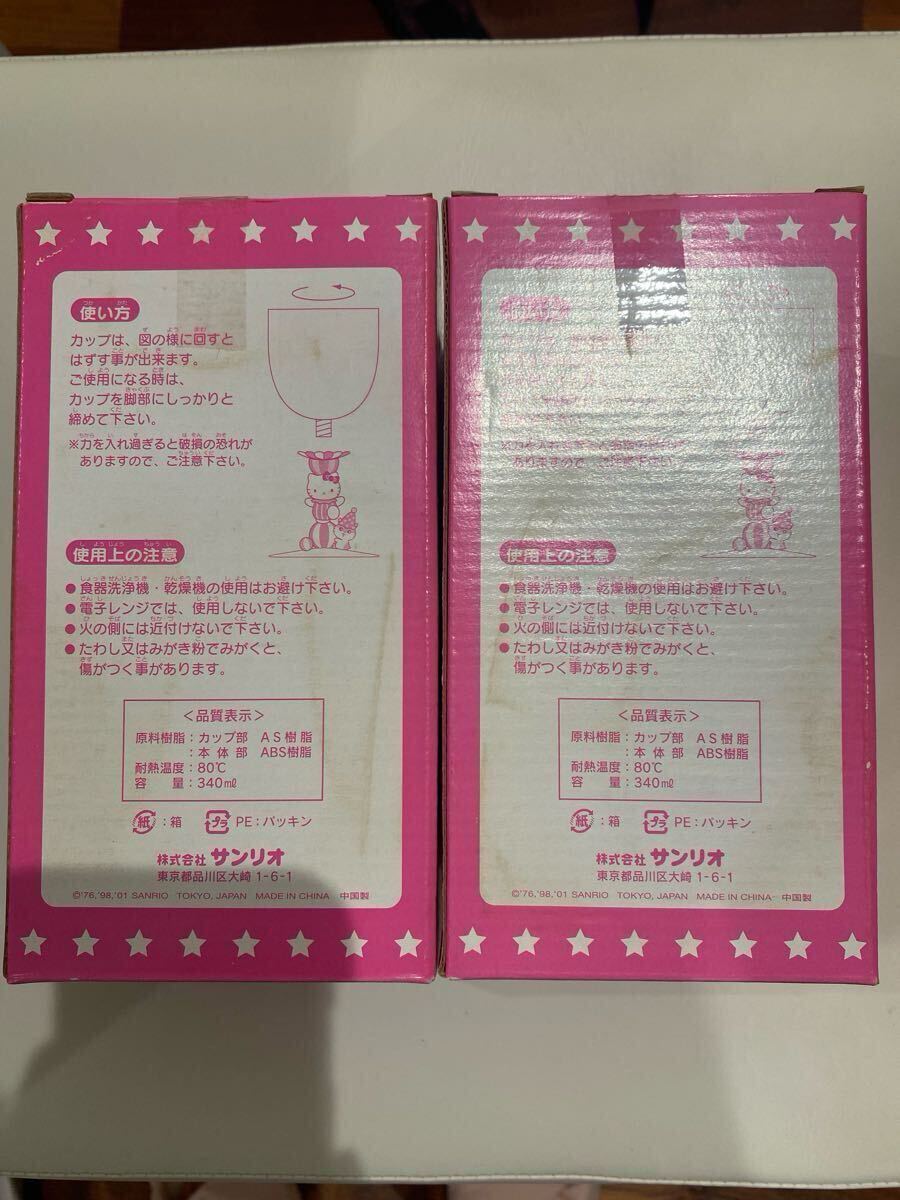 使い方
カップは、図の様に回すと
はずす事が出来ます。
ご使用になる時は、
カップを脚部にしっかりと
締めて下さい。
※力を入れ過ぎると破損の恐れが
ありますので、ご注意下さい。
使用上の注意
●食器洗浄機・乾燥機の使用はお避け下さい。
●電子レンジでは、使用しないで下さい。
●火の側には近付けないで下さい。
●たわし又はみがき粉でみがくと、
傷がつく事があります。
＜品質表示＞
原料樹脂：カップ部 AS樹脂
：本体部 ABS樹脂
耐熱温度：80℃
容量：340mℓ
紙：箱 プラ PE：パッキン
株式会社 サンリオ
東京都品川区大崎 1-6-1
©'76,'98,'01 SANRIO TOKYO, JAPAN MADE IN CHINA 中国製
ありますので、ご注意下さい。
使用上の注意
●食器洗浄機・乾燥機の使用はお避け下さい。
●電子レンジでは、使用しないで下さい。
●火の側には近付けないで下さい。
●たわし又はみがき粉でみがくと、
傷がつく事があります。
＜品質表示＞
原料樹脂：カップ部 AS樹脂
：本体部 ABS樹脂
耐熱温度：80℃
容量：340mℓ
紙：箱 プラ PE：パッキン
株式会社 サンリオ
東京都品川区大崎 1-6-1
©'76,'98,'01 SANRIO TOKYO, JAPAN MADE IN CHINA 中国製